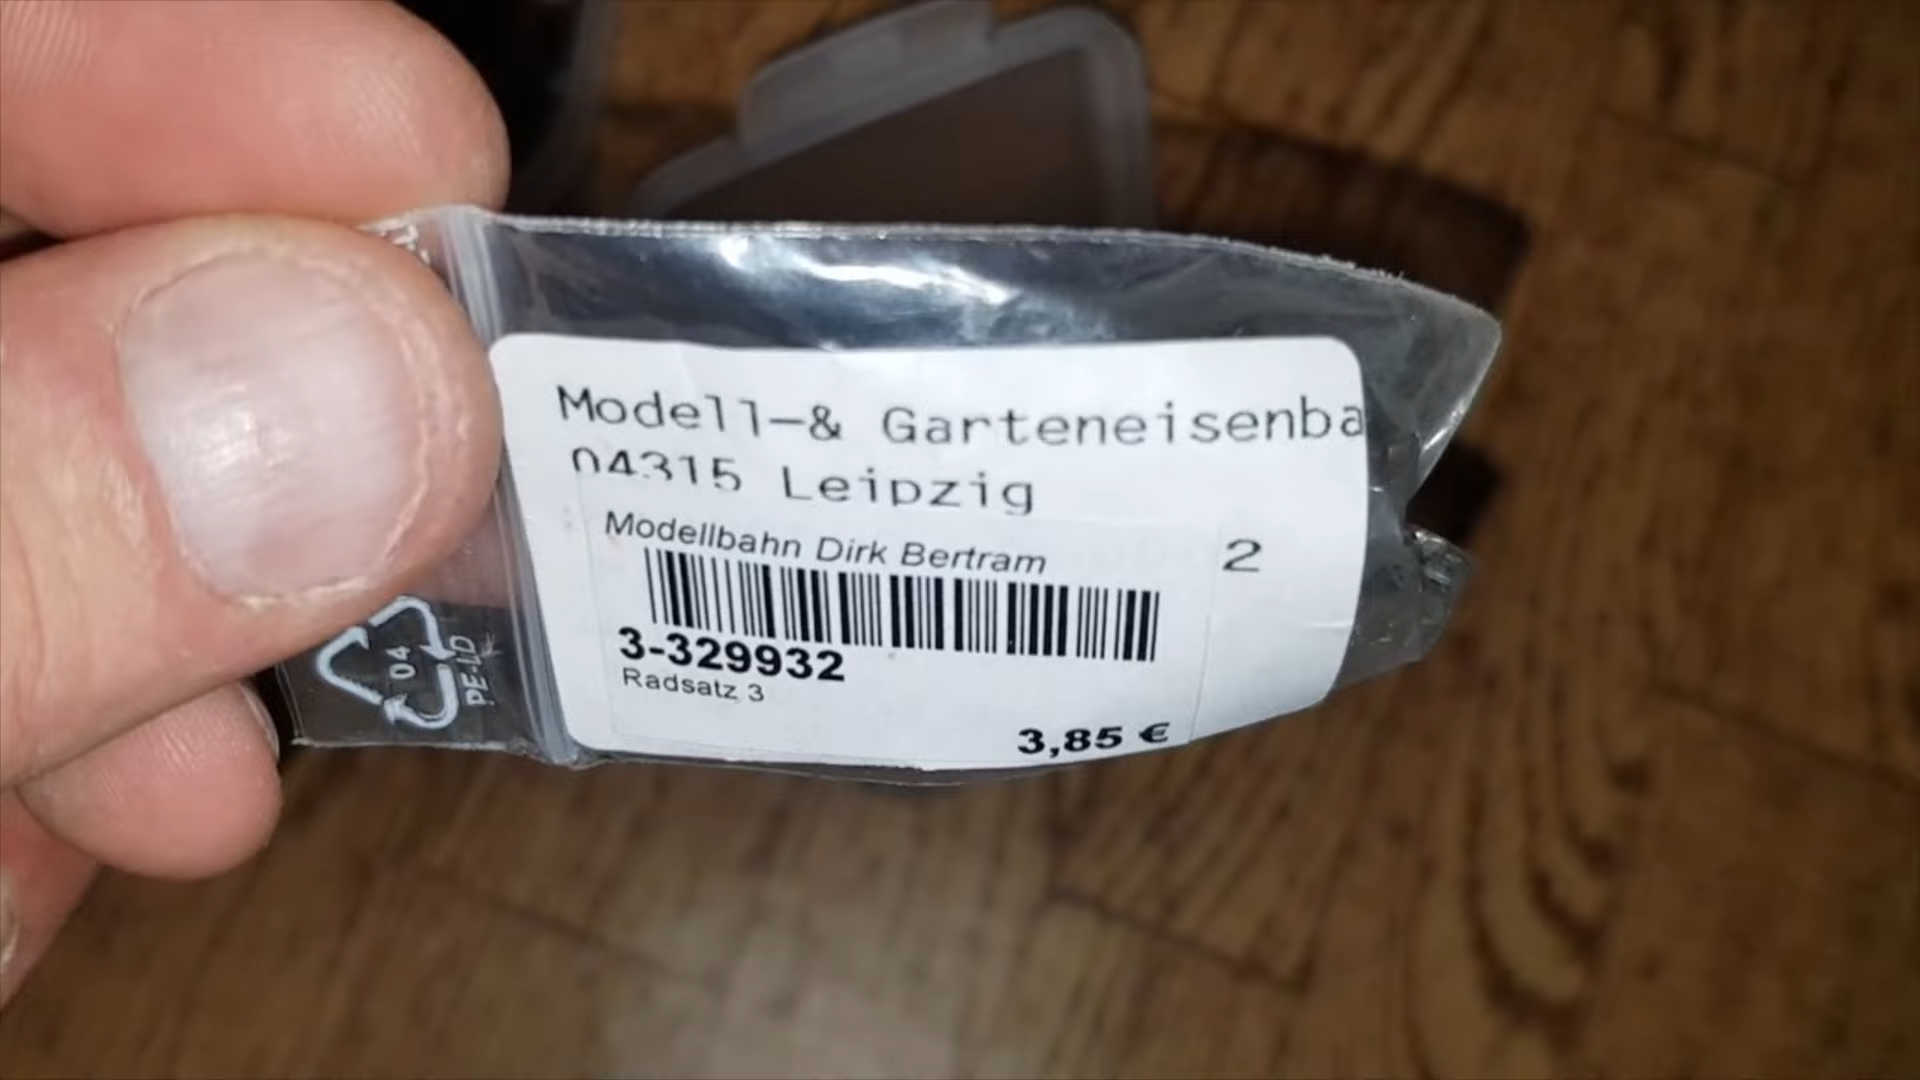 Modell-& Garteneisenba
04315 Leipzig
Modellbahn Dirk Bertram
2
3-329932
Radsatz 3
3,85 €
04
PE-LD